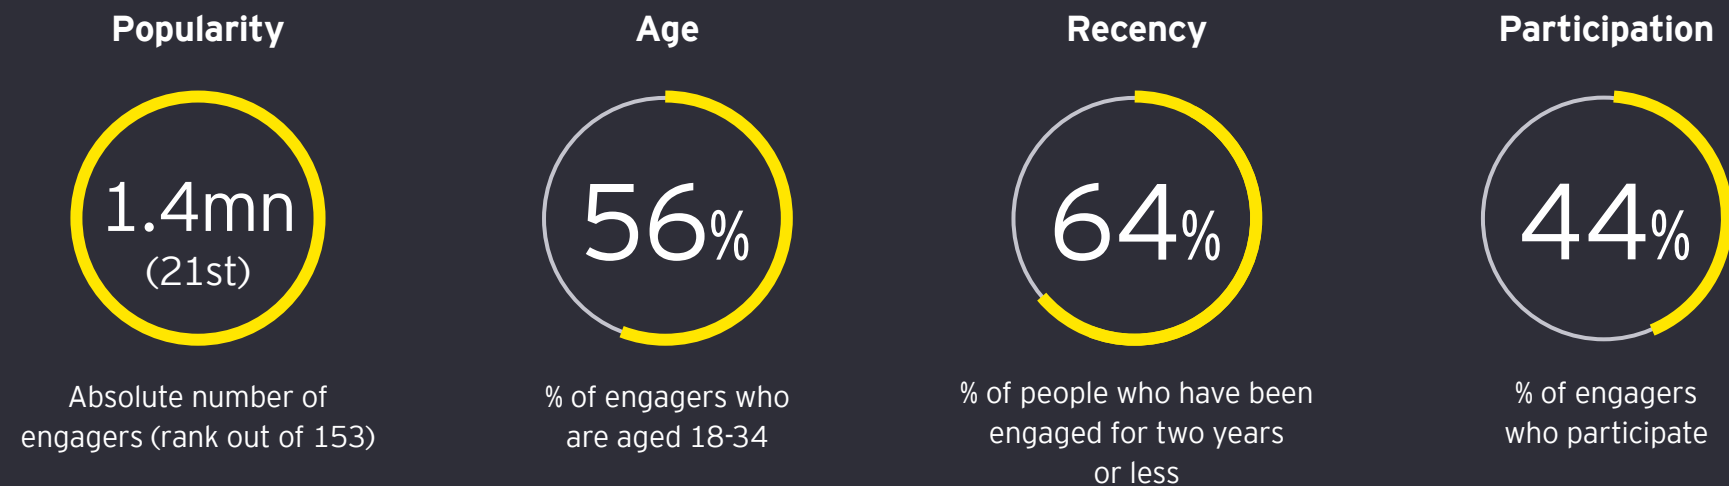 Popularity
1.4mn
(21st)
Absolute number of
engagers (rank out of 153)
Age
56%
% of engagers who
are aged 18-34
Recency
64%
% of people who have been
engaged for two years
or less
Participation
44%
% of engagers
who participate